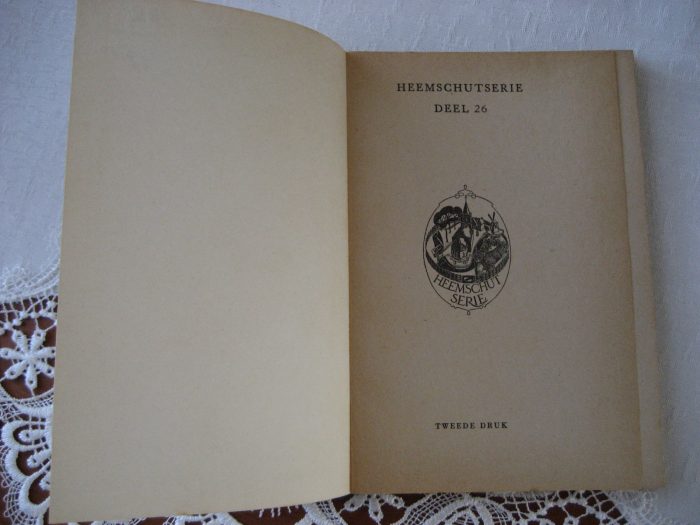 HEEMSCHUTSERIE
DEEL 26
HEEMSCHUT
SERIE
TWEEDE DRUK